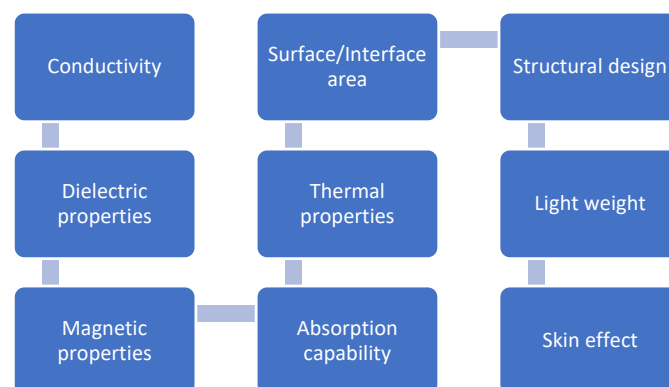 Conductivity
Dielectric
properties
Magnetic
properties
Absorption
capability
Thermal
properties
Surface/Interface
area
Structural design
Light weight
Skin effect